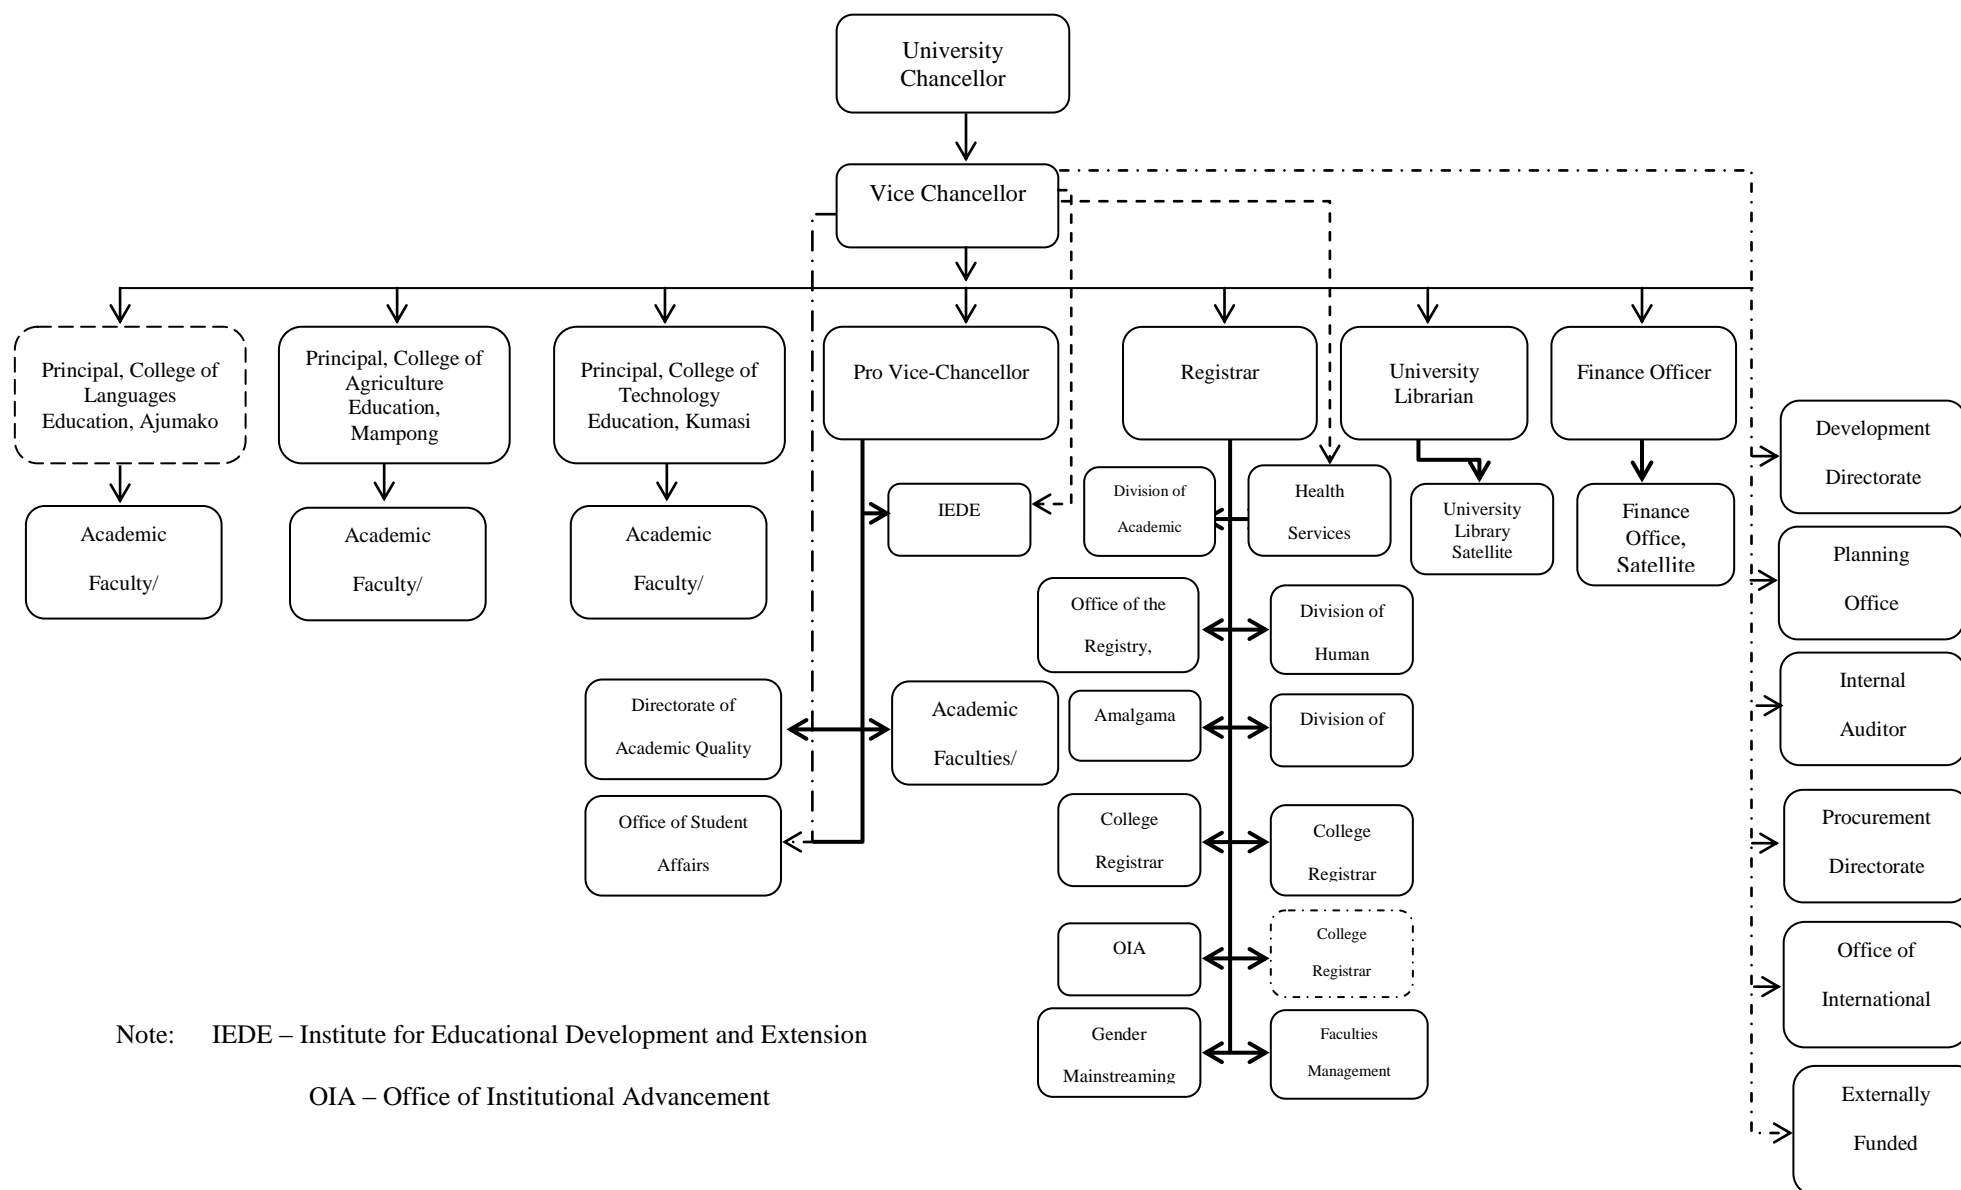 University
Chancellor
Vice Chancellor
Principal, College of
Languages
Education, Ajumako
Principal, College of
Agriculture
Education,
Mampong
Principal, College of
Technology
Education, Kumasi
Pro Vice-Chancellor
Registrar
University
Librarian
Finance Officer
Academic
Faculty/
Academic
Faculty/
Academic
Faculty/
IEDE
Division of
Academic
Health
Services
University
Library
Satellite
Finance
Office,
Satellite
Development
Directorate
Planning
Office
Internal
Auditor
Procurement
Directorate
Office of
International
Externally
Funded
Office of the
Registry,
Division of
Human
Directorate of
Academic Quality
Academic
Faculties/
Amalgama
Division of
Office of Student
Affairs
College
Registrar
College
Registrar
OIA
College
Registrar
Gender
Mainstreaming
Faculties
Management
Note: IEDE – Institute for Educational Development and Extension
OIA – Office of Institutional Advancement